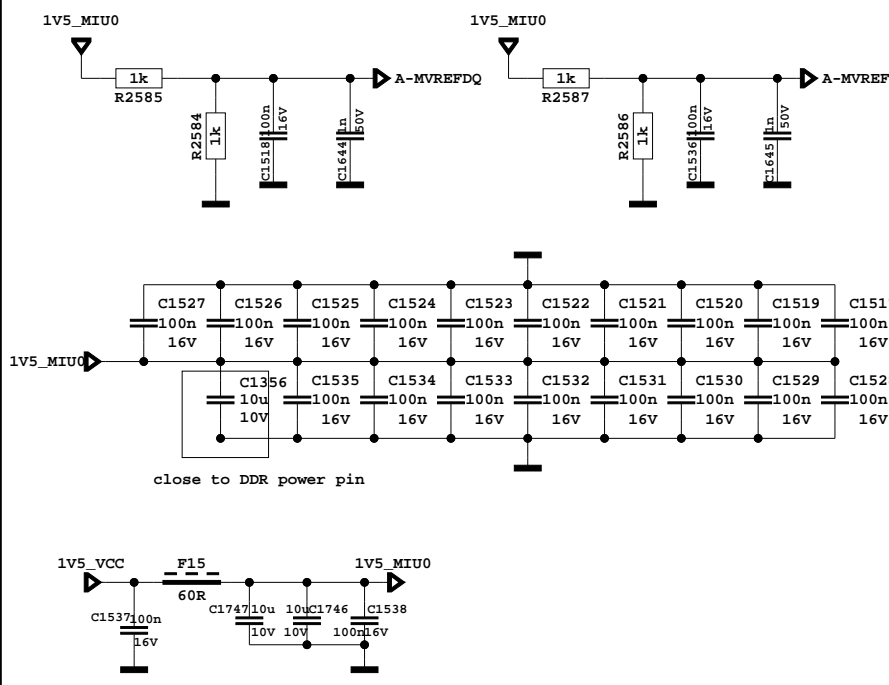 1V5_MIU0
1k
R2585
R2584
1k
C1518
100n
16V
C1644
1n
50V
A-MVREFDQ
1V5_MIU0
1k
R2587
R2586
1k
C1536
100n
16V
C1645
1n
50V
A-MVREF
C1527 C1526 C1525 C1524 C1523 C1522 C1521 C1520 C1519 C151
100n 100n 100n 100n 100n 100n 100n 100n 100n 100n
16V 16V 16V 16V 16V 16V 16V 16V 16V 16V
1V5_MIU0
C1356 C1535 C1534 C1533 C1532 C1531 C1530 C1529 C152
10u 100n 100n 100n 100n 100n 100n 100n 100n
10V 16V 16V 16V 16V 16V 16V 16V 16V
close to DDR power pin
1V5_VCC F15 1V5_MIU0
60R
C1537 100n
16V
C1747 10u 10u C1746 C1538
10V 10V 100n 16V